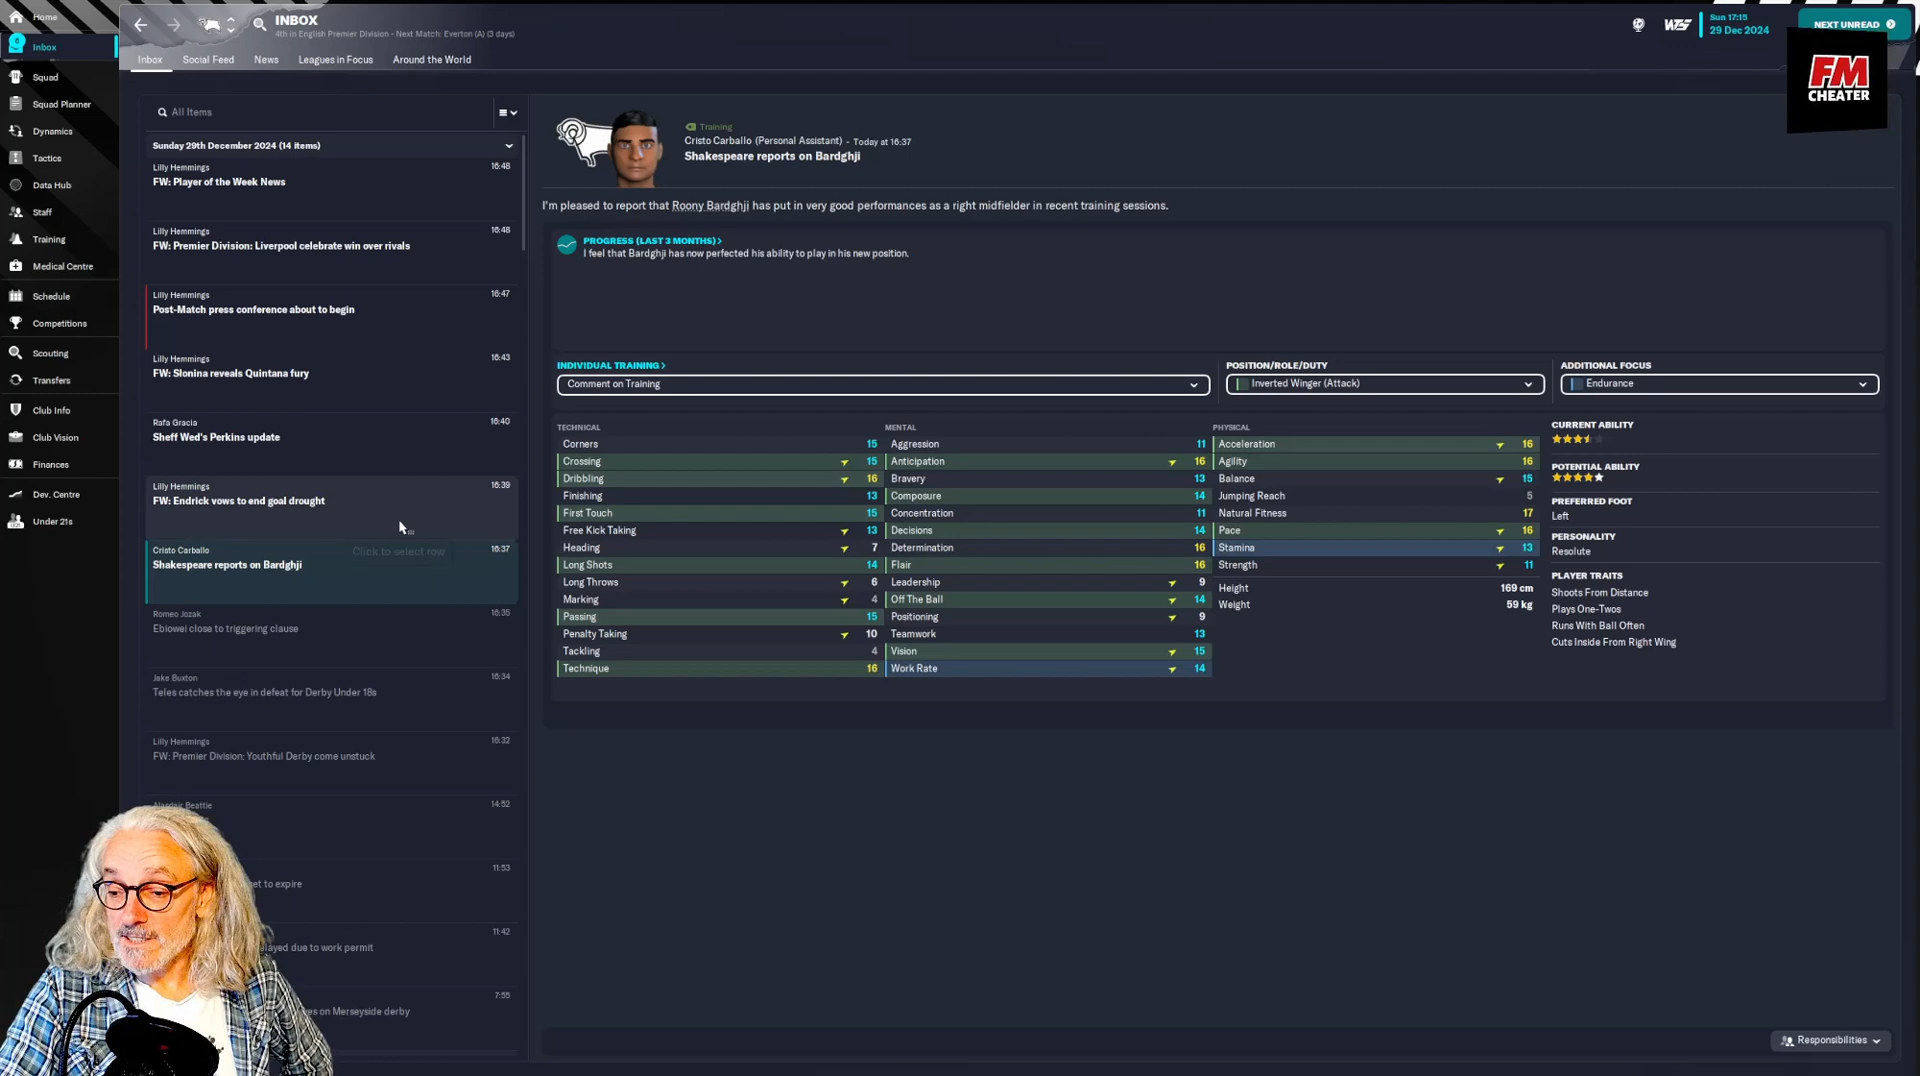 Home
Inbox
Squad
Squad Planner
Dynamics
Tactics
Data Hub
Staff
Training
Medical Centre
Schedule
Competitions
Scouting
Transfers
Club Info
Club Vision
Finances
Dev. Centre
Under 21s
INBOX
4th in English Premier Division - Next Match: Everton (A) (3 days)
Sun 17:15
29 Dec 2024
NEXT UNREAD
FM
CHEATER
Inbox Social Feed News Leagues in Focus Around the World
All Items
Sunday 29th December 2024 (14 items)
Lilly Hemmings 16:48
FW: Player of the Week News
Lilly Hemmings 16:48
FW: Premier Division: Liverpool celebrate win over rivals
Lilly Hemmings 16:47
Post-Match press conference about to begin
Lilly Hemmings 16:43
FW: Slonina reveals Quintana fury
Rafa Gracia 16:40
Sheff Wed's Perkins update
Lilly Hemmings 16:39
FW: Endrick vows to end goal drought
Cristo Carballo 16:37
Click to select row
Shakespeare reports on Bardghji
Romeo Jozak 16:35
Ebiowei close to triggering clause
Jake Buxton 16:34
Teles catches the eye in defeat for Derby Under 18s
Lilly Hemmings 16:32
FW: Premier Division: Youthful Derby come unstuck
Beattie 14:52
11:53
set to expire
11:42
layed due to work permit
7:55
es on Merseyside derby
Training
Cristo Carballo (Personal Assistant) - Today at 16:37
Shakespeare reports on Bardghji
I'm pleased to report that Roony Bardghji has put in very good performances as a right midfielder in recent training sessions.
PROGRESS (LAST 3 MONTHS)
I feel that Bardghji has now perfected his ability to play in his new position.
INDIVIDUAL TRAINING
Comment on Training
POSITION/ROLE/DUTY
Inverted Winger (Attack)
ADDITIONAL FOCUS
Endurance
TECHNICAL
Corners 15
Crossing 15
Dribbling 16
Finishing 13
First Touch 15
Free Kick Taking 13
Heading 7
Long Shots 14
Long Throws 6
Marking 4
Passing 15
Penalty Taking 10
Tackling 4
Technique 16
MENTAL
Aggression 11
Anticipation 16
Bravery 13
Composure 14
Concentration 11
Decisions 14
Determination 16
Flair 16
Leadership 9
Off The Ball 14
Positioning 9
Teamwork 13
Vision 15
Work Rate 14
PHYSICAL
Acceleration 16
Agility 16
Balance 15
Jumping Reach 5
Natural Fitness 17
Pace 16
Stamina 13
Strength 11
Height 169 cm
Weight 59 kg
CURRENT ABILITY
POTENTIAL ABILITY
PREFERRED FOOT
Left
PERSONALITY
Resolute
PLAYER TRAITS
Shoots From Distance
Plays One-Twos
Runs With Ball Often
Cuts Inside From Right Wing
Responsibilities